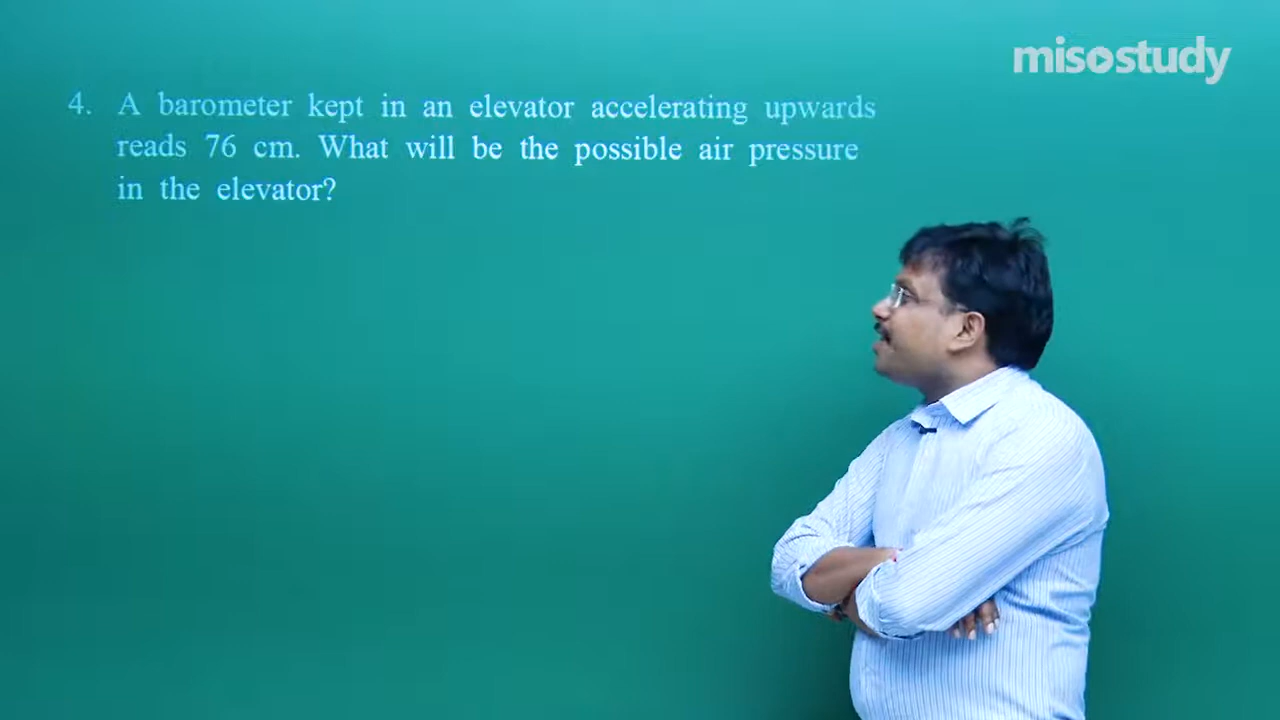 misostudy
4. A barometer kept in an elevator accelerating upwards
reads 76 cm. What will be the possible air pressure
in the elevator?